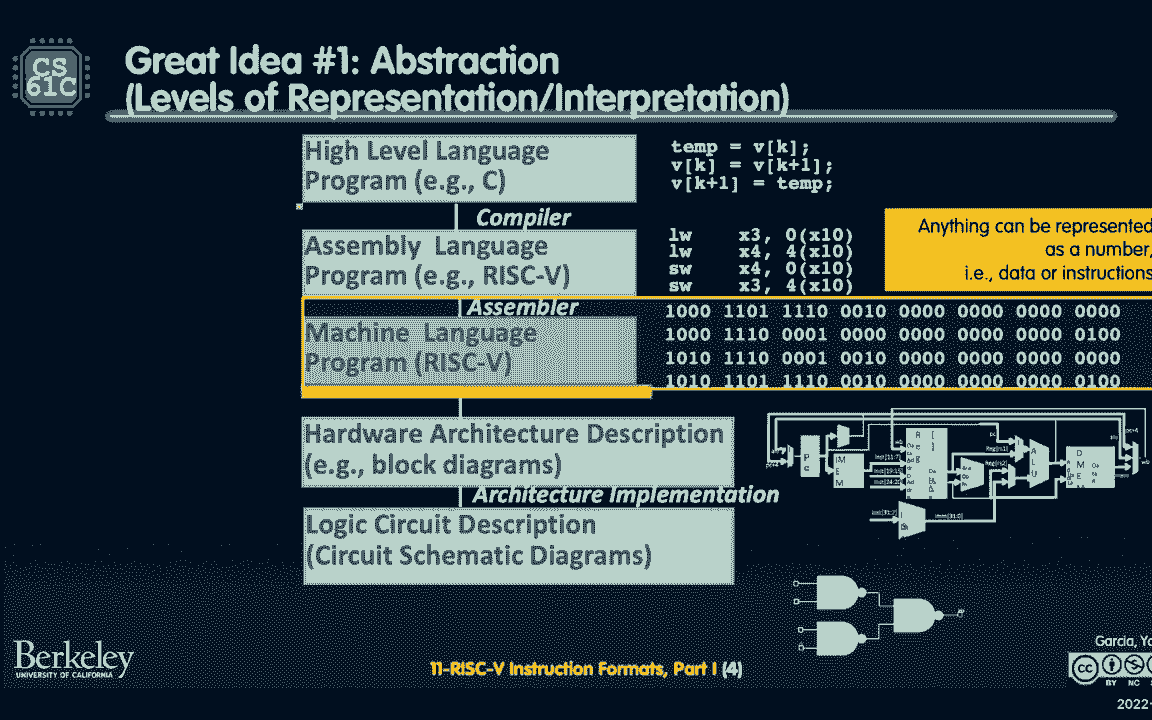 CS
61C
Great Idea #1: Abstraction
(Levels of Representation/Interpretation)
High Level Language
Program (e.g., C)
temp = v[k];
v[k] = v[k+1];
v[k+1] = temp;
Compiler
Assembly Language
Program (e.g., RISC-V)
lw x3, 0(x10)
lw x4, 4(x10)
sw x4, 0(x10)
sw x3, 4(x10)
Anything can be represented
as a number,
i.e., data or instructions
Assembler
Machine Language
Program (RISC-V)
1000 1101 1110 0010 0000 0000 0000 0000
1000 1110 0001 0000 0000 0000 0000 0100
1010 1110 0001 0010 0000 0000 0000 0000
1010 1101 1110 0010 0000 0000 0000 0100
Hardware Architecture Description
(e.g., block diagrams)
Architecture Implementation
Logic Circuit Description
(Circuit Schematic Diagrams)
Berkeley
UNIVERSITY OF CALIFORNIA
11-RISC-V Instruction Formats, Part I (4)
Garcia,
cc
BY NC
2022-